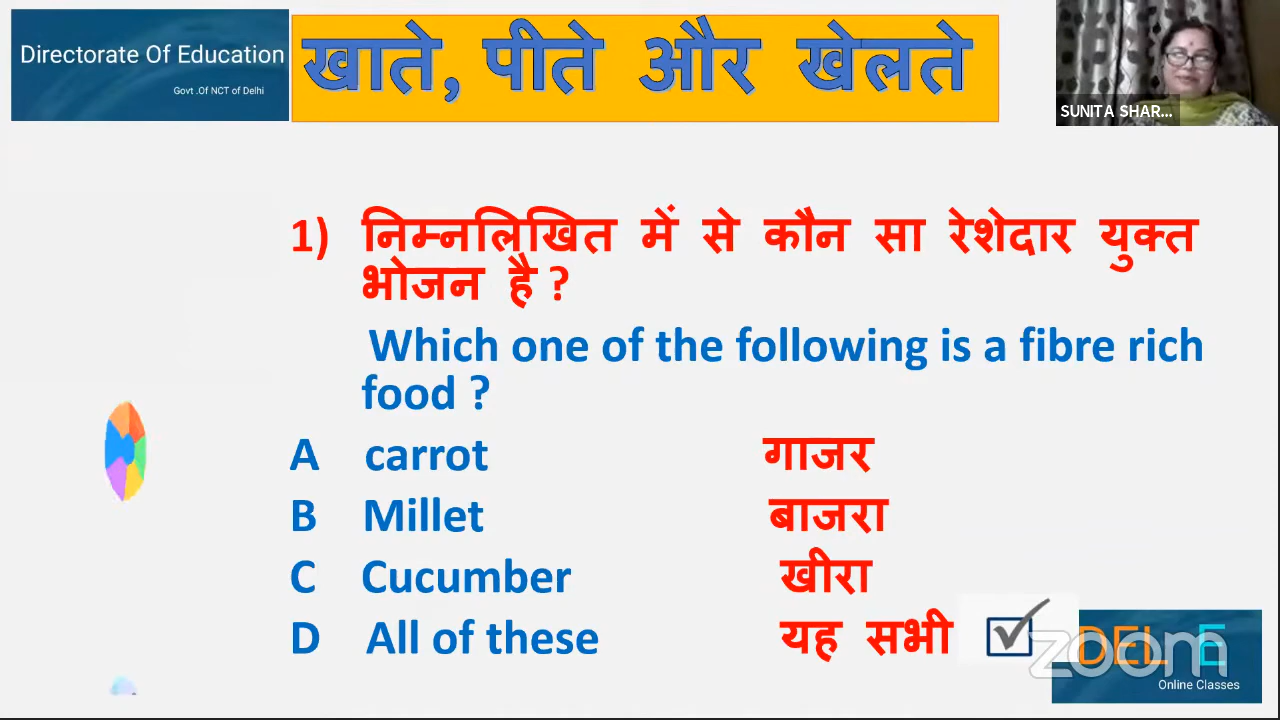 Directorate Of Education
Govt .Of NCT of Delhi
खाते, पीते और खेलते
SUNITA SHAR...
1) निम्नलिखित में से कौन सा रेशेदार युक्त
भोजन है ?
Which one of the following is a fibre rich
food ?
A carrot गाजर
B Millet बाजरा
C Cucumber खीरा
D All of these यह सभी
zoom
DEL E
Online Classes